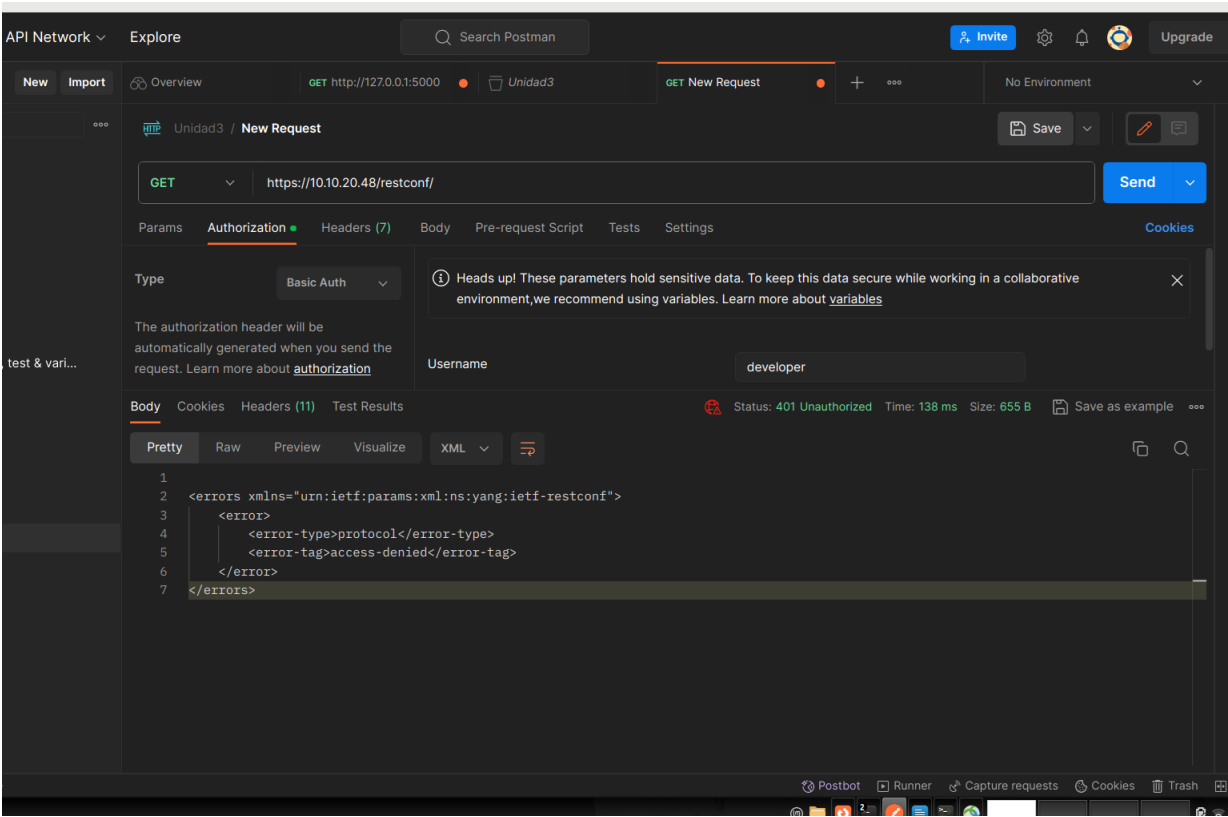 API Network Explore Search Postman Invite Upgrade
New Import Overview GET http://127.0.0.1:5000 Unidad3 GET New Request No Environment
HTTP Unidad3 / New Request Save
GET https://10.10.20.48/restconf/ Send
Params Authorization Headers (7) Body Pre-request Script Tests Settings Cookies
Type Basic Auth
Heads up! These parameters hold sensitive data. To keep this data secure while working in a collaborative
environment,we recommend using variables. Learn more about variables
The authorization header will be
automatically generated when you send the
request. Learn more about authorization
Username developer
, test & vari...
Body Cookies Headers (11) Test Results Status: 401 Unauthorized Time: 138 ms Size: 655 B Save as example
Pretty Raw Preview Visualize XML
1
2 <errors xmlns="urn:ietf:params:xml:ns:yang:ietf-restconf">
3 <error>
4 <error-type>protocol</error-type>
5 <error-tag>access-denied</error-tag>
6 </error>
7 </errors>
Postbot Runner Capture requests Cookies Trash
2